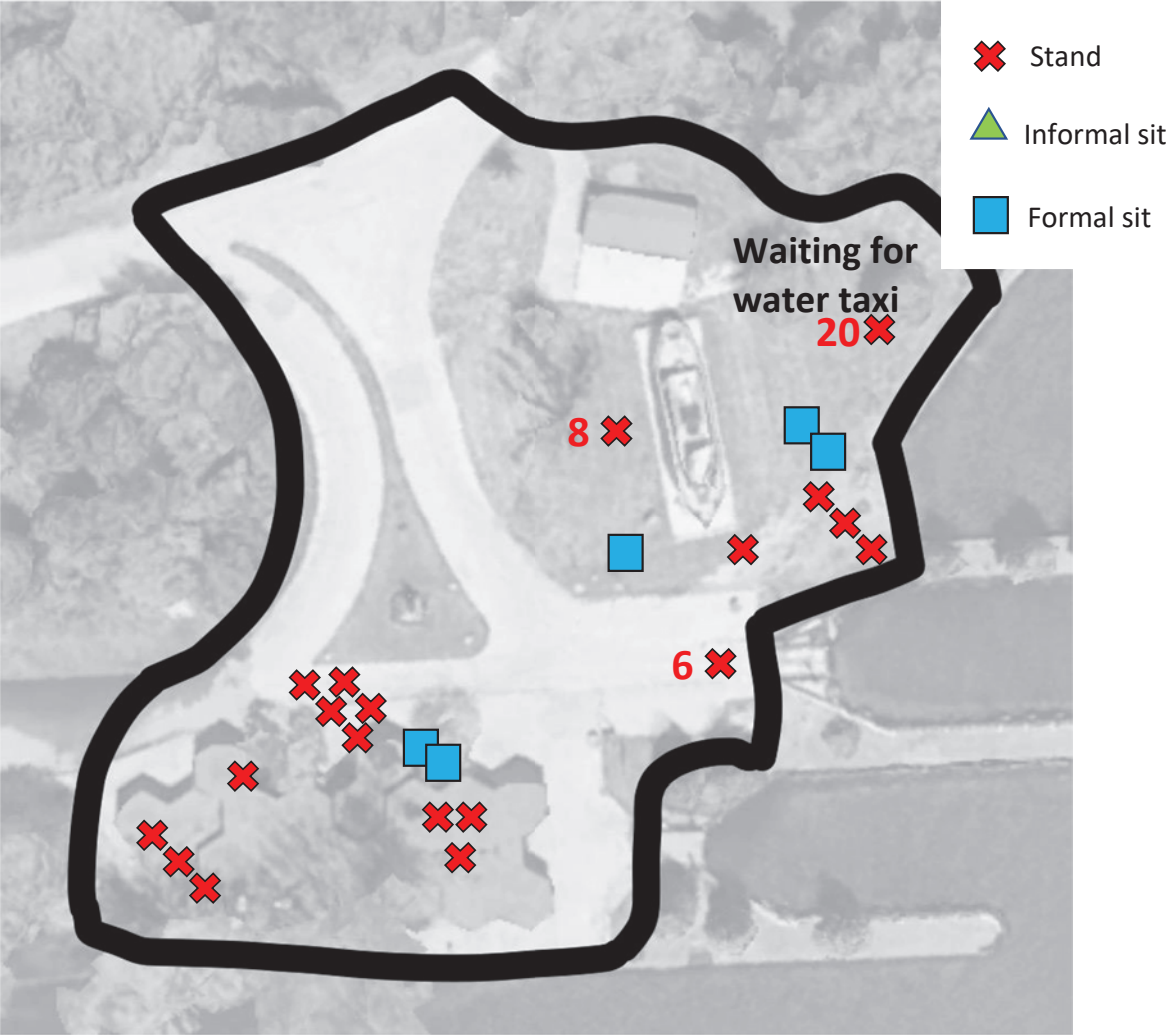 Stand
Informal sit
Formal sit
Waiting for
water taxi
20
8
6